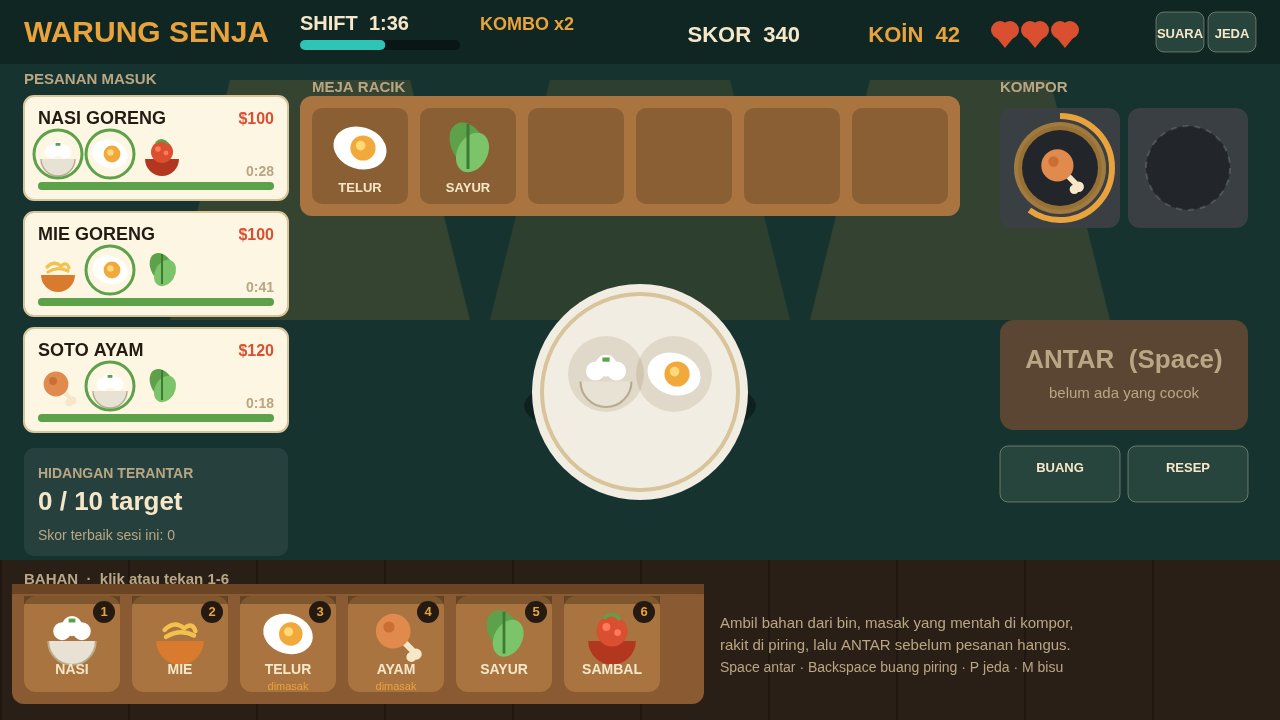 WARUNG SENJA
SHIFT 1:36
KOMBO x2
SKOR 340
KOİN 42
SUARA
JEDA
PESANAN MASUK
NASI GORENG $100
0:28
MIE GORENG $100
0:41
SOTO AYAM $120
0:18
HIDANGAN TERANTAR
0 / 10 target
Skor terbaik sesi ini: 0
MEJA RACIK
TELUR
SAYUR
KOMPOR
ANTAR (Space)
belum ada yang cocok
BUANG
RESEP
BAHAN · klik atau tekan 1-6
1
NASI
2
MIE
3
TELUR
dimasak
4
AYAM
dimasak
5
SAYUR
6
SAMBAL
Ambil bahan dari bin, masak yang mentah di kompor,
rakit di piring, lalu ANTAR sebelum pesanan hangus.
Space antar · Backspace buang piring · P jeda · M bisu